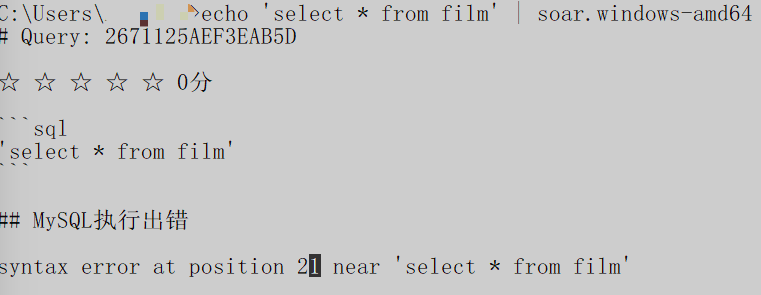 C:\Users\ >echo 'select * from film' | soar.windows-amd64
# Query: 2671125AEF3EAB5D
☆ ☆ ☆ ☆ ☆ 0分
```sql
'select * from film'
```
## MySQL执行出错
syntax error at position 21 near 'select * from film'